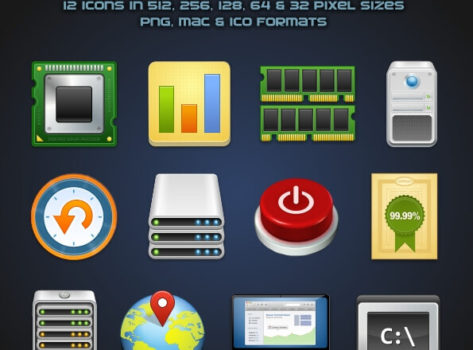 12 ICONS IN 512, 256, 128, 64 & 32 PIXEL SIZES
PNG, MAC & ICO FORMATS
99.99%
C:\